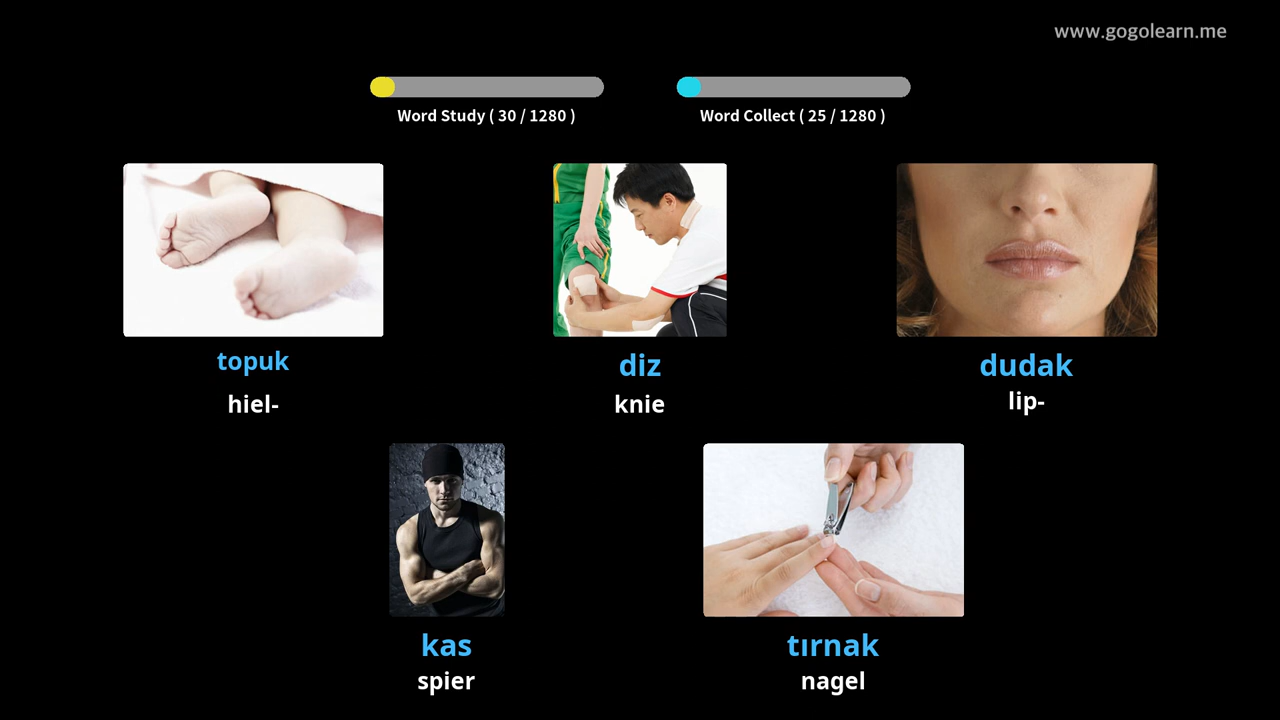 www.gogolearn.me
Word Study ( 30 / 1280 )
Word Collect ( 25 / 1280 )
topuk
hiel-
diz
knie
dudak
lip-
kas
spier
tırnak
nagel